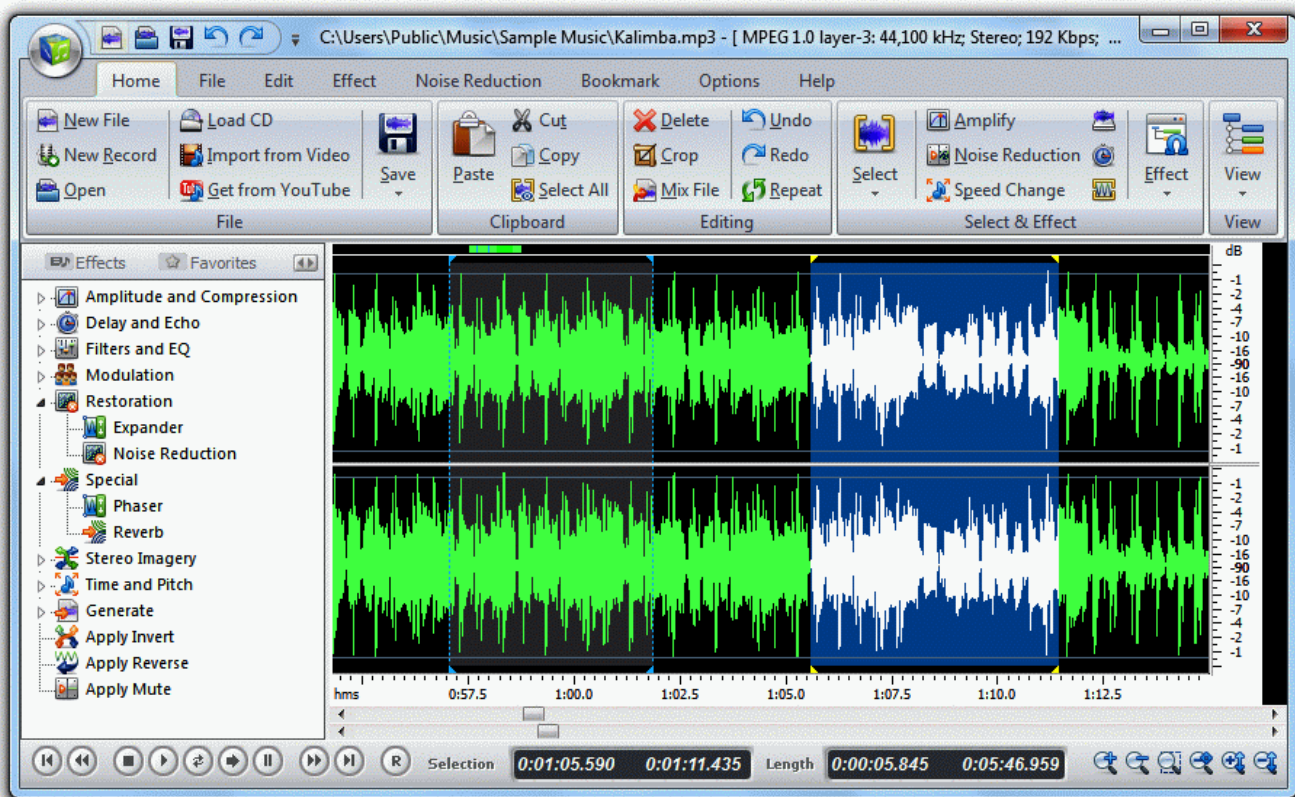 C:\Users\Public\Music\Sample Music\Kalimba.mp3 - [ MPEG 1.0 layer-3: 44,100 kHz; Stereo; 192 Kbps; ...
Home File Edit Effect Noise Reduction Bookmark Options Help
New File Load CD Cut Delete Undo Amplify
New Record Import from Video Save Paste Copy Crop Redo Select Noise Reduction Effect View
Open Get from YouTube Select All Mix File Repeat Speed Change
File Clipboard Editing Select & Effect View
Effects Favorites
Amplitude and Compression
Delay and Echo
Filters and EQ
Modulation
Restoration
Expander
Noise Reduction
Special
Phaser
Reverb
Stereo Imagery
Time and Pitch
Generate
Apply Invert
Apply Reverse
Apply Mute
dB
-1
-2
-4
-7
-10
-16
-90
-16
-10
-7
-4
-2
-1
-1
-2
-4
-7
-10
-16
-90
-16
-10
-7
-4
-2
-1
hms 0:57.5 1:00.0 1:02.5 1:05.0 1:07.5 1:10.0 1:12.5
R Selection 0:01:05.590 0:01:11.435 Length 0:00:05.845 0:05:46.959